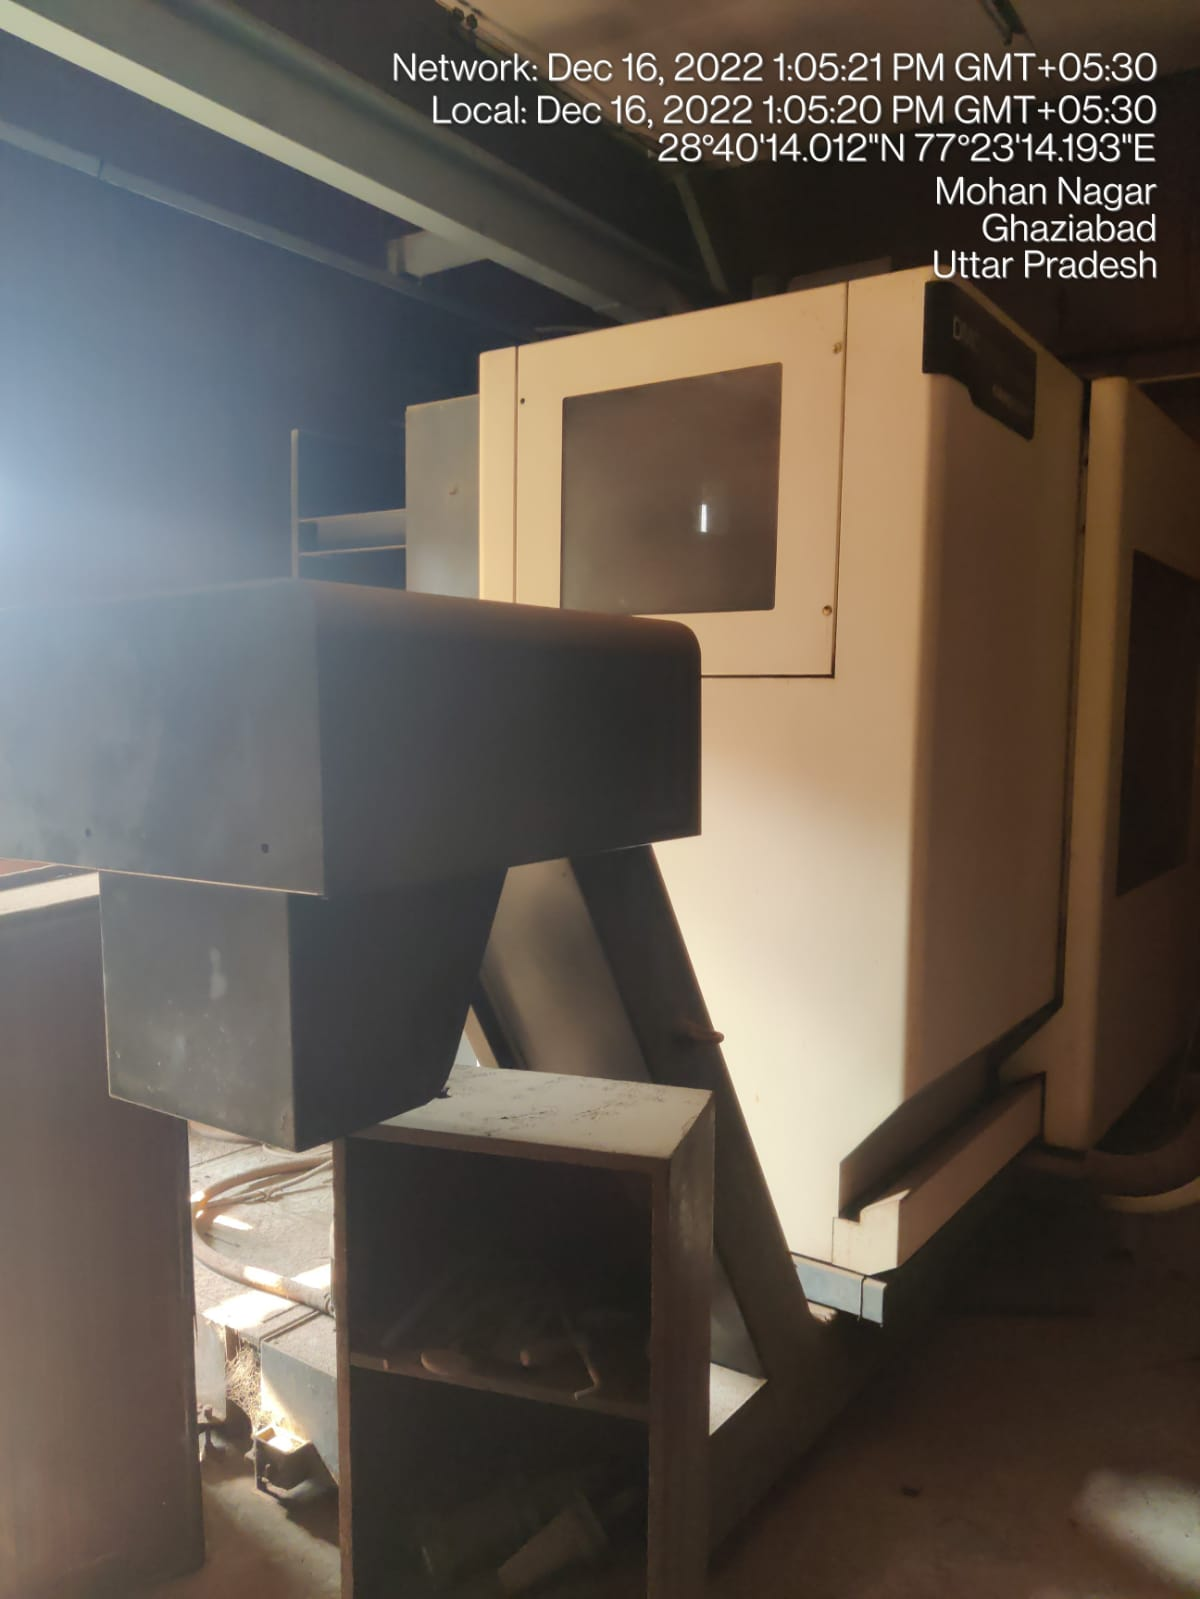 Network: Dec 16, 2022 1:05:21 PM GMT+05:30
Local: Dec 16, 2022 1:05:20 PM GMT+05:30
28°40'14.012"N 77°23'14.193"E
Mohan Nagar
Ghaziabad
Uttar Pradesh